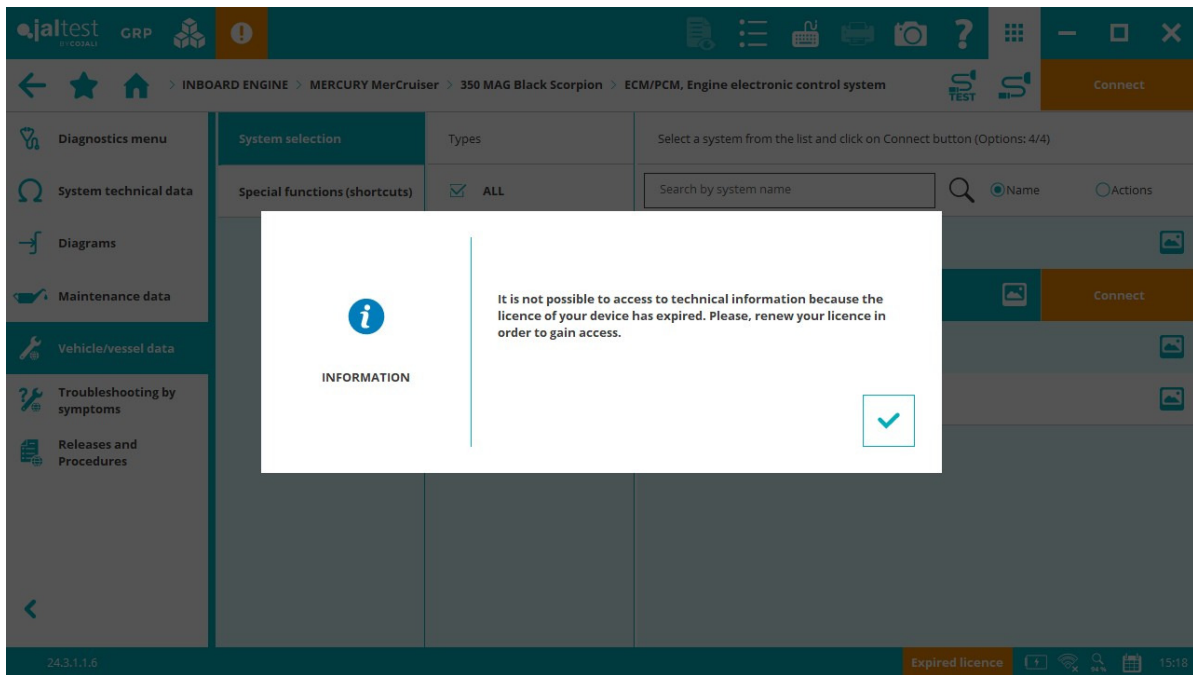 jaltest
BY COJALI
GRP
INBOARD ENGINE > MERCURY MerCruiser > 350 MAG Black Scorpion > ECM/PCM, Engine electronic control system
TEST
Connect
Diagnostics menu
System selection
Types
Select a system from the list and click on Connect button (Options: 4/4)
System technical data
Special functions (shortcuts)
ALL
Search by system name
Name
Actions
Diagrams
Maintenance data
Connect
Vehicle/vessel data
Troubleshooting by
symptoms
Releases and
Procedures
It is not possible to access to technical information because the
licence of your device has expired. Please, renew your licence in
order to gain access.
INFORMATION
24.3.1.1.6
Expired licence
94 %
15:18